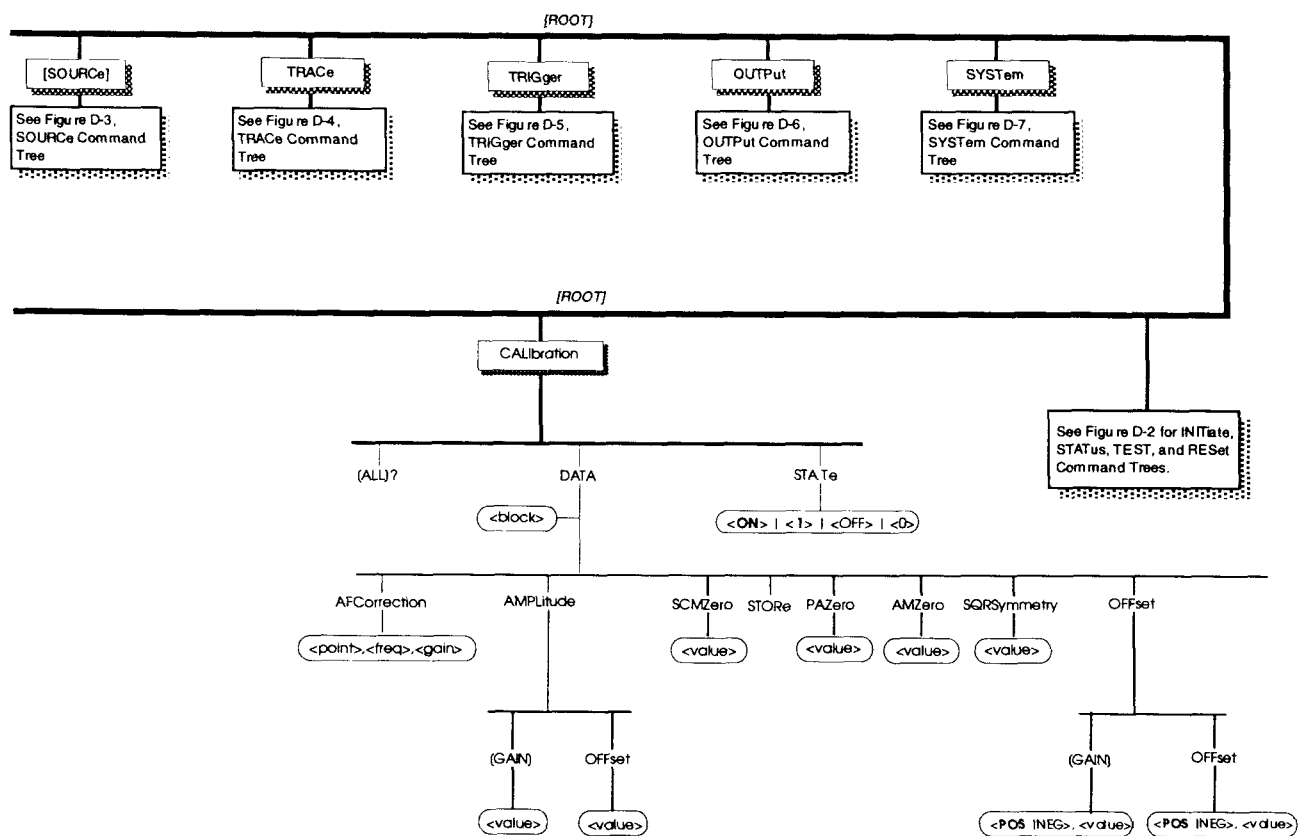 [ROOT]
[SOURCe]
TRACe
TRIGger
OUTPut
SYSTem
See Figure D-3,
SOURCe Command
Tree
See Figure D-4,
TRACe Command
Tree
See Figure D-5,
TRIGger Command
Tree
See Figure D-6,
OUTPut Command
Tree
See Figure D-7,
SYSTem Command
Tree
[ROOT]
CALIbration
See Figure D-2 for INITiate,
STATus, TEST, and RESet
Command Trees.
(ALL)?
DATA
STATe
<block>
<ON> | <1> | <OFF> | <0>
AFCorrection
AMPLitude
SCMZero
STORe
PAZero
AMZero
SQRSymmetry
OFFset
<point>,<freq>,<gain>
<value>
<value>
<value>
<value>
(GAIN)
OFFset
(GAIN)
OFFset
<value>
<value>
<POS |NEG>, <value>
<POS |NEG>, <value>